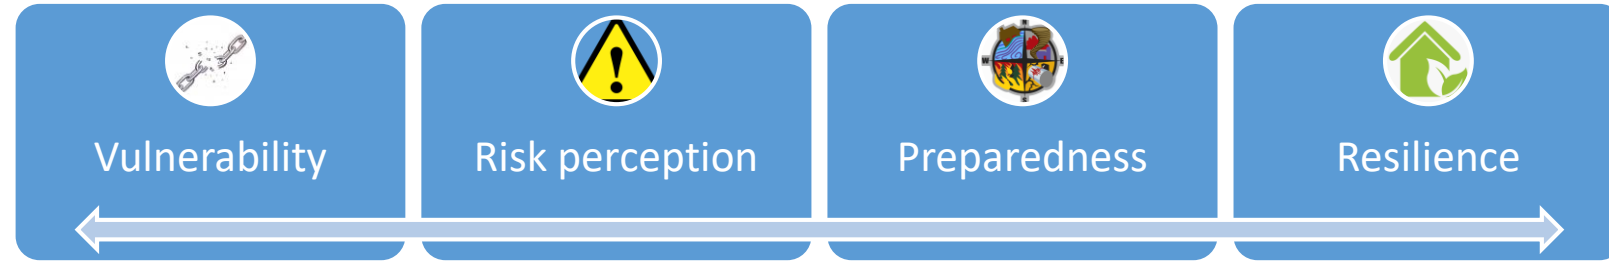 Vulnerability
Risk perception
Preparedness
Resilience